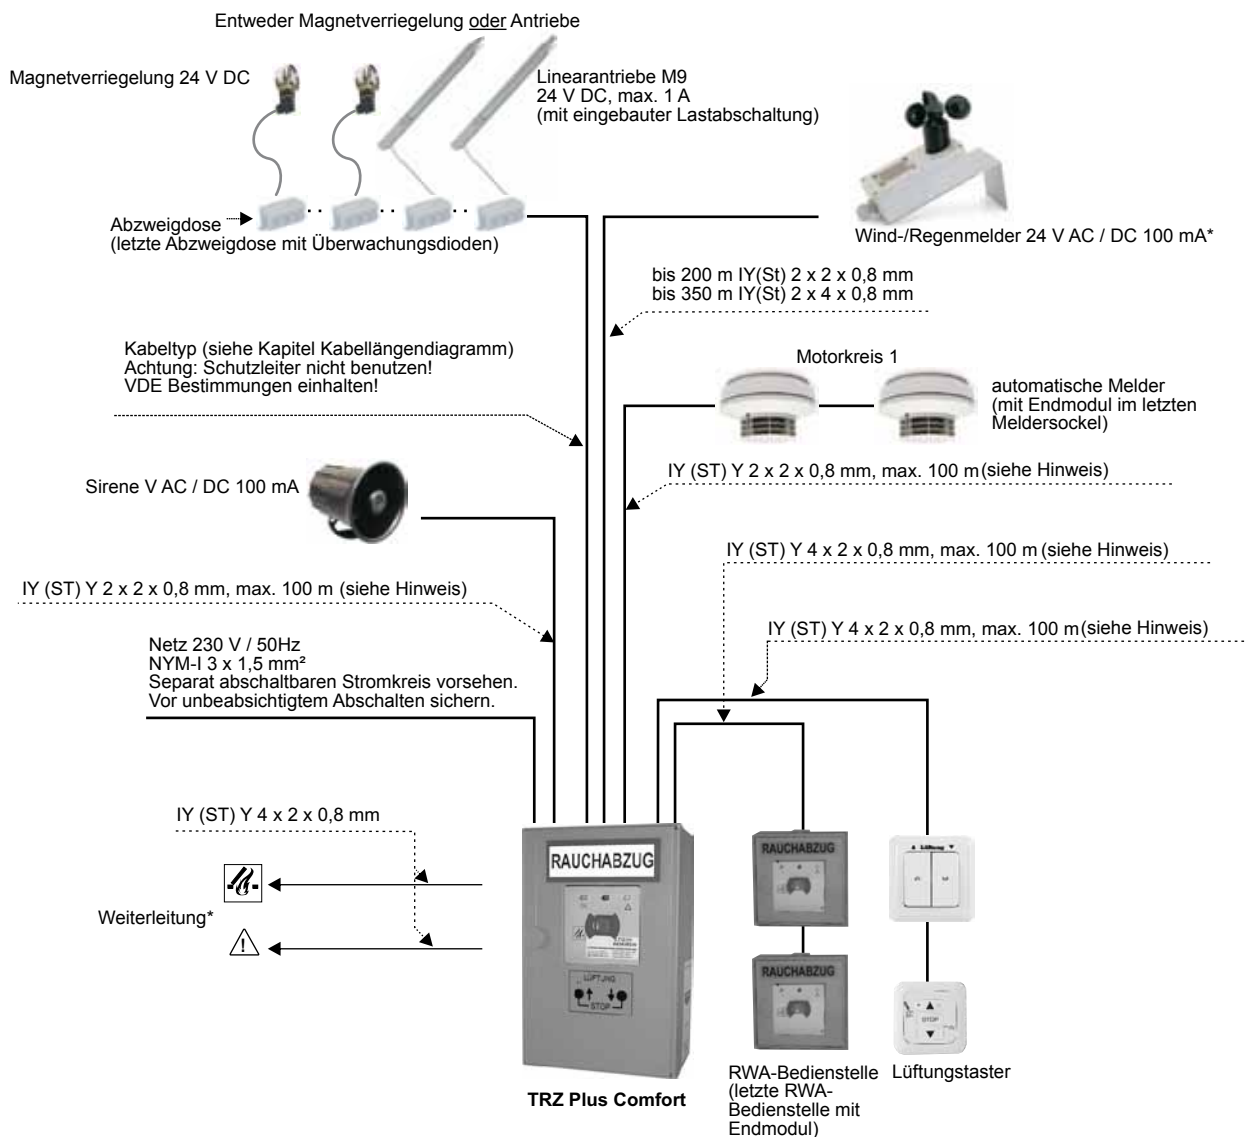 Entweder Magnetverriegelung oder Antriebe
Magnetverriegelung 24 V DC
Linearantriebe M9
24 V DC, max. 1 A
(mit eingebauter Lastabschaltung)
Abzweigdose
(letzte Abzweigdose mit Überwachungsdioden)
Wind-/Regenmelder 24 V AC / DC 100 mA*
bis 200 m IY(St) 2 x 2 x 0,8 mm
bis 350 m IY(St) 2 x 4 x 0,8 mm
Kabeltyp (siehe Kapitel Kabellängendiagramm)
Achtung: Schutzleiter nicht benutzen!
VDE Bestimmungen einhalten!
Motorkreis 1
automatische Melder
(mit Endmodul im letzten
Meldersockel)
IY (ST) Y 2 x 2 x 0,8 mm, max. 100 m (siehe Hinweis)
Sirene V AC / DC 100 mA
IY (ST) Y 4 x 2 x 0,8 mm, max. 100 m (siehe Hinweis)
IY (ST) Y 2 x 2 x 0,8 mm, max. 100 m (siehe Hinweis)
IY (ST) Y 4 x 2 x 0,8 mm, max. 100 m (siehe Hinweis)
Netz 230 V / 50Hz
NYM-I 3 x 1,5 mm²
Separat abschaltbaren Stromkreis vorsehen.
Vor unbeabsichtigtem Abschalten sichern.
IY (ST) Y 4 x 2 x 0,8 mm
Weiterleitung*
RAUCHABZUG
LÜFTUNG
STOP
TRZ Plus Comfort
RAUCHABZUG
RAUCHABZUG
RWA-Bedienstelle
(letzte RWA-
Bedienstelle mit
Endmodul)
Lüftung
STOP
Lüftungstaster